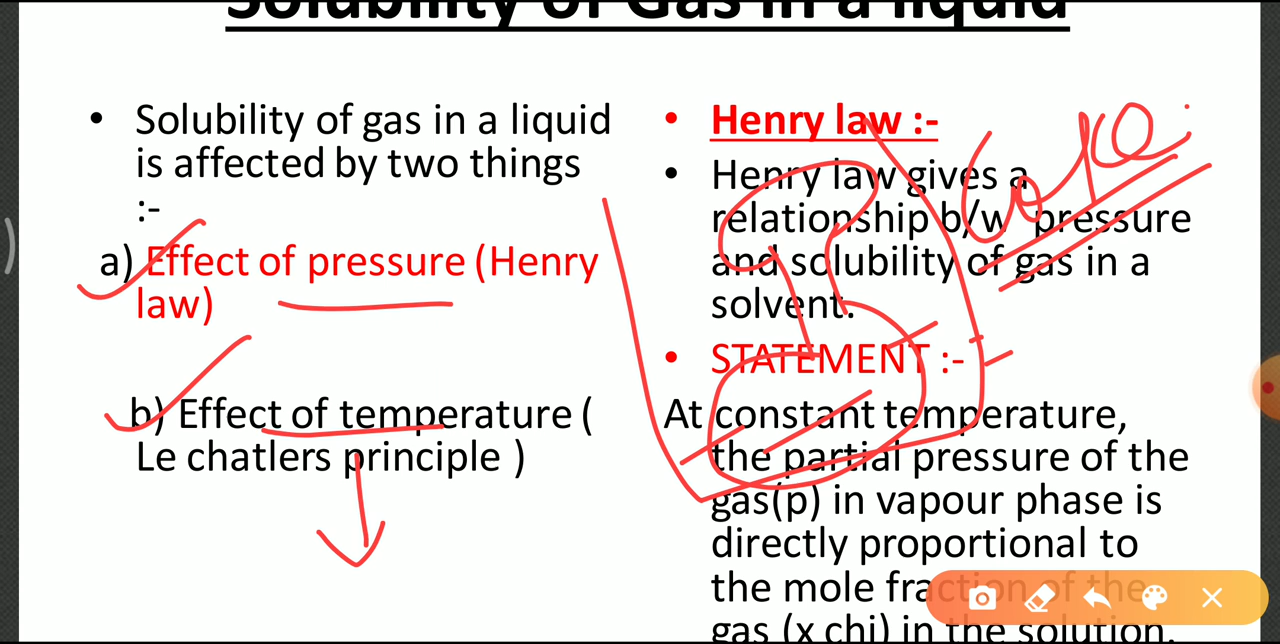 Solubility of Gas in a liquid
• Solubility of gas in a liquid
is affected by two things
:-
a) Effect of pressure (Henry
law)
b) Effect of temperature (
Le chatlers principle )
• Henry law :-
• Henry law gives a
relationship b/w pressure
and solubility of gas in a
solvent.
• STATEMENT :-
At constant temperature,
the partial pressure of the
gas(p) in vapour phase is
directly proportional to
the mole fraction of the
gas (x chi) in the solution.
Coke